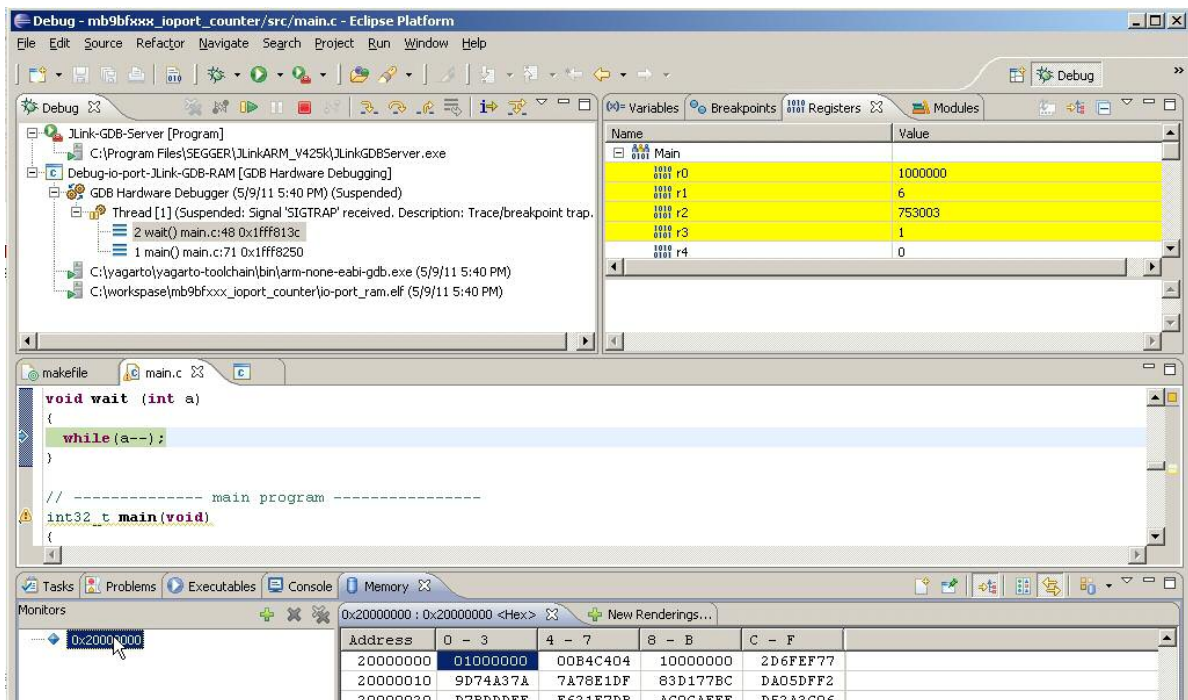 Debug - mb9bfxxx_ioport_counter/src/main.c - Eclipse Platform
File Edit Source Refactor Navigate Search Project Run Window Help
Debug
Debug
JLink-GDB-Server [Program]
C:\Program Files\SEGGER\JLinkARM_V425k\JLinkGDBServer.exe
Debug-io-port-JLink-GDB-RAM [GDB Hardware Debugging]
GDB Hardware Debugger (5/9/11 5:40 PM) (Suspended)
Thread [1] (Suspended: Signal 'SIGTRAP' received. Description: Trace/breakpoint trap.
2 wait() main.c:48 0x1fff813c
1 main() main.c:71 0x1fff8250
C:\yagarto\yagarto-toolchain\bin\arm-none-eabi-gdb.exe (5/9/11 5:40 PM)
C:\workspase\mb9bfxxx_ioport_counter\io-port_ram.elf (5/9/11 5:40 PM)
(x)= Variables Breakpoints Registers Modules
Name Value
Main
r0 1000000
r1 6
r2 753003
r3 1
r4 0
makefile main.c
void wait (int a)
{
while(a--);
}
// -------------- main program ----------------
int32_t main(void)
{
Tasks Problems Executables Console Memory
Monitors
0x20000000
0x20000000 : 0x20000000 <Hex> New Renderings...
Address 0 - 3 4 - 7 8 - B C - F
20000000 01000000 00B4C404 10000000 2D6FEF77
20000010 9D74A37A 7A78E1DF 83D177BC DA05DFF2